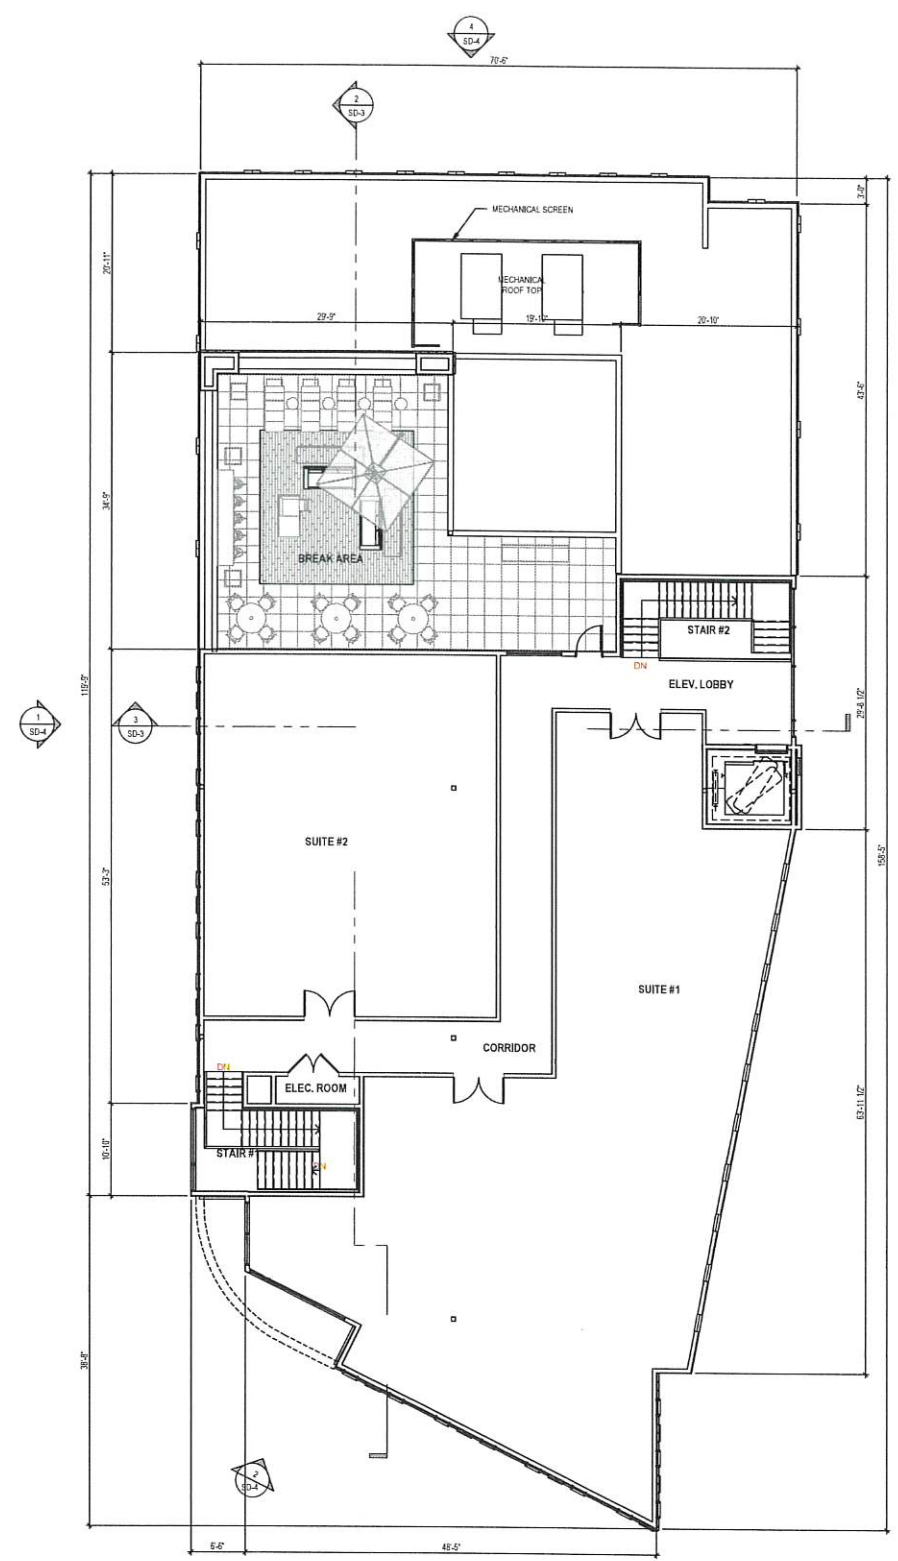 4
SD-4
70'-6"
2
SD-3
MECHANICAL SCREEN
3'-0"
20'-11"
MECHANICAL
ROOF TOP
29'-9"
19'-10"
20'-10"
43'-6"
34'-9"
BREAK AREA
STAIR #2
DN
ELEV. LOBBY
119'-9"
1
SD-4
3
SD-3
29'-8 1/2"
SUITE #2
158'-5"
53'-3"
SUITE #1
CORRIDOR
DN
ELEC. ROOM
63'-11 1/2"
10'-10"
STAIR #
DN
38'-8"
2
SD-4
6'-6"
48'-5"